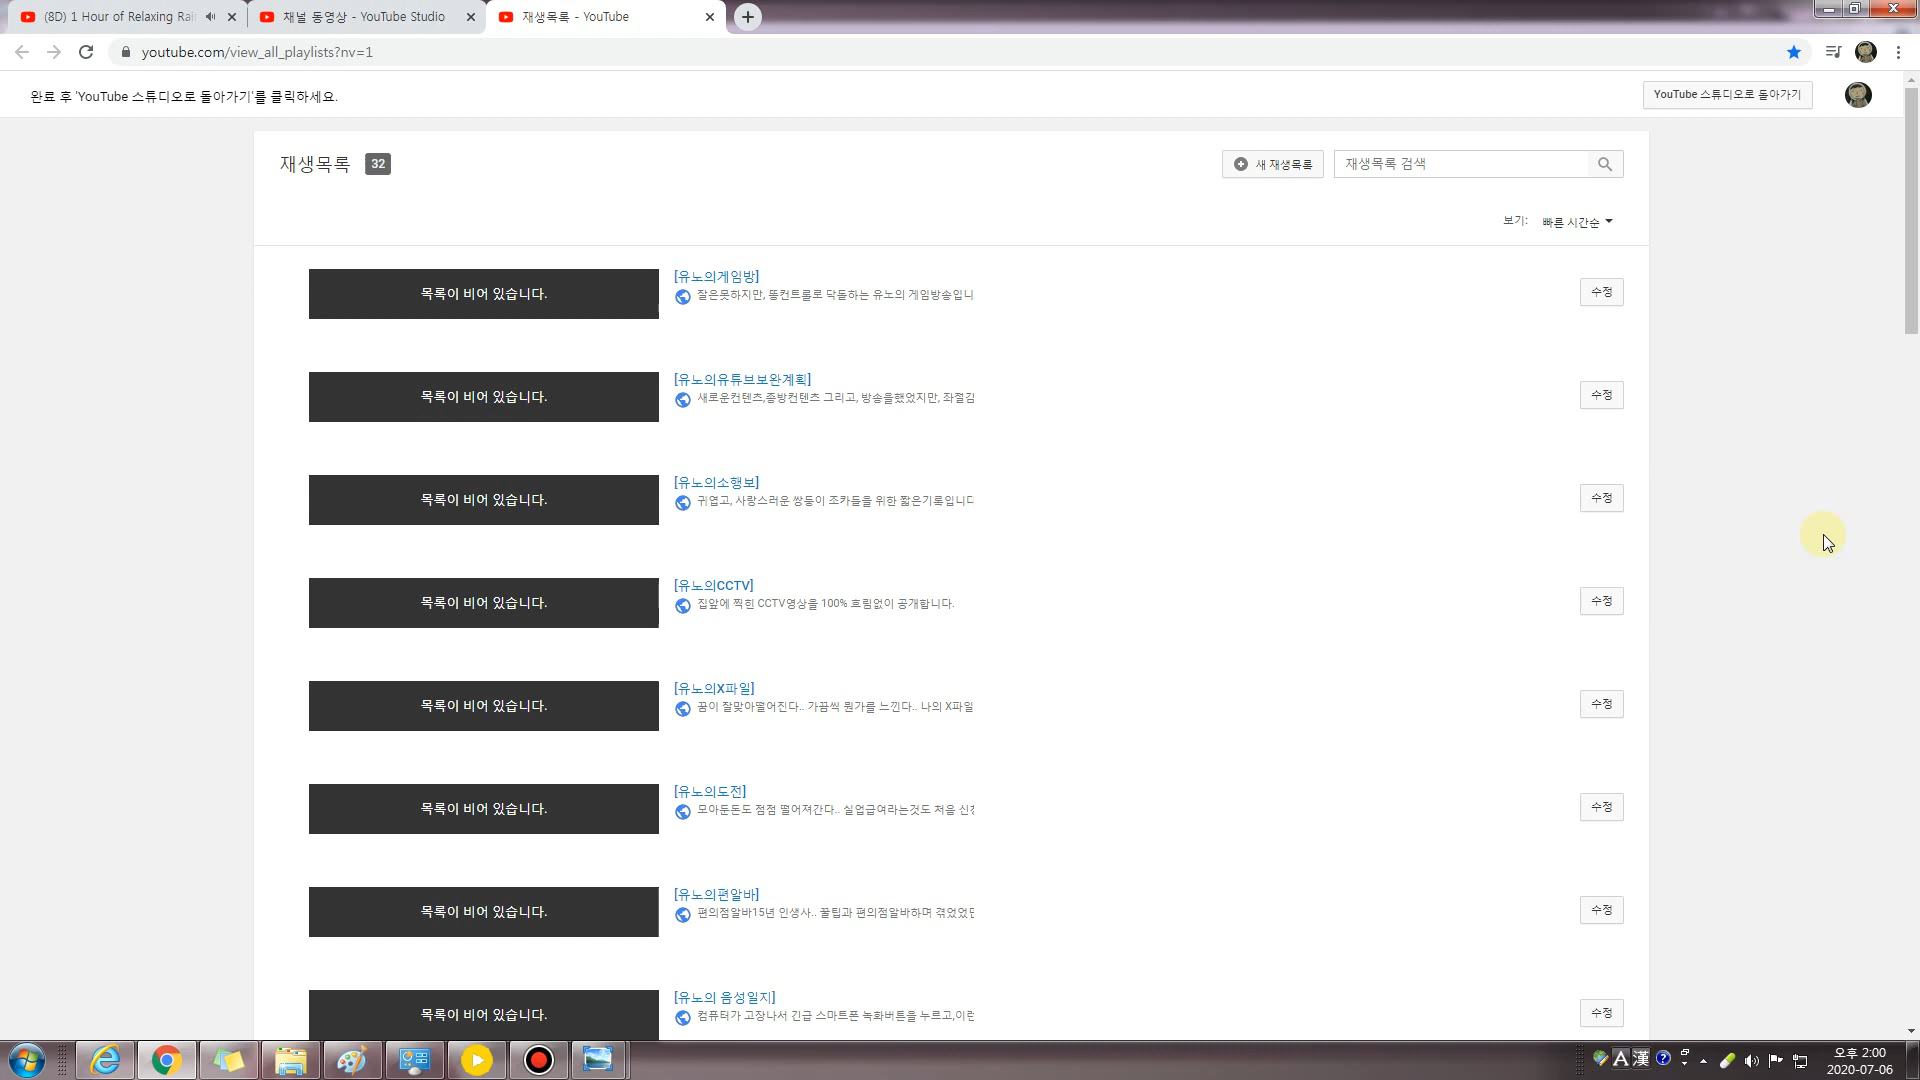 (8D) 1 Hour of Relaxing Rai
채널 동영상 - YouTube Studio
재생목록 - YouTube
youtube.com/view_all_playlists?nv=1
완료 후 'YouTube 스튜디오로 돌아가기'를 클릭하세요.
YouTube 스튜디오로 돌아가기
재생목록 32
새 재생목록
재생목록 검색
보기: 빠른 시간순
목록이 비어 있습니다.
[유노의게임방]
잘은못하지만, 똥컨트롤로 닥돌하는 유노의 게임방송입니
수정
목록이 비어 있습니다.
[유노의유튜브보완계획]
새로운컨텐츠,종방컨텐츠 그리고, 방송을했었지만, 좌절감
수정
목록이 비어 있습니다.
[유노의소행보]
귀엽고, 사랑스러운 쌍둥이 조카들을 위한 짧은기록입니다
수정
목록이 비어 있습니다.
[유노의CCTV]
집앞에 찍힌 CCTV영상을 100% 흐림없이 공개합니다.
수정
목록이 비어 있습니다.
[유노의X파일]
꿈이 잘맞아떨어진다.. 가끔씩 뭔가를 느낀다.. 나의 X파일
수정
목록이 비어 있습니다.
[유노의도전]
모아둔돈도 점점 떨어져간다.. 실업급여라는것도 처음 신청
수정
목록이 비어 있습니다.
[유노의편알바]
편의점알바15년 인생사.. 꿀팁과 편의점알바하며 겪었었던
수정
목록이 비어 있습니다.
[유노의 음성일지]
컴퓨터가 고장나서 긴급 스마트폰 녹화버튼을 누르고,이런
수정
A 漢
오후 2:00
2020-07-06